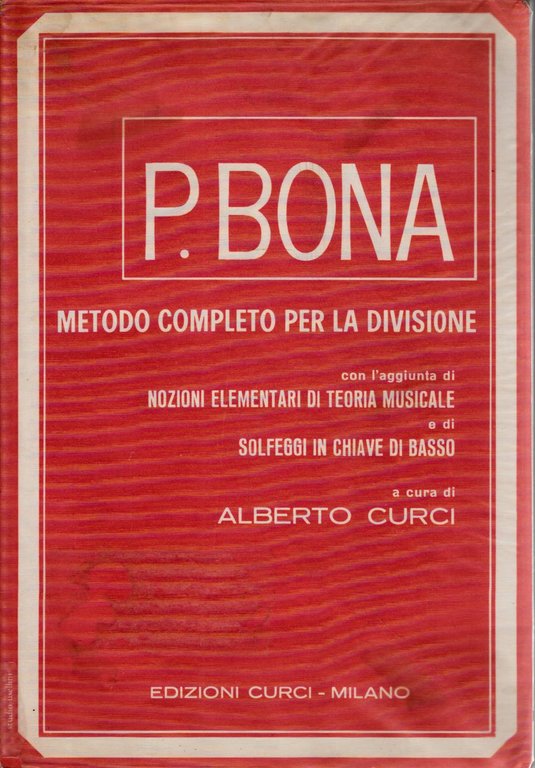 P. BONA
METODO COMPLETO PER LA DIVISIONE
con l'aggiunta di
NOZIONI ELEMENTARI DI TEORIA MUSICALE
e di
SOLFEGGI IN CHIAVE DI BASSO
a cura di
ALBERTO CURCI
EDIZIONI CURCI - MILANO
studio